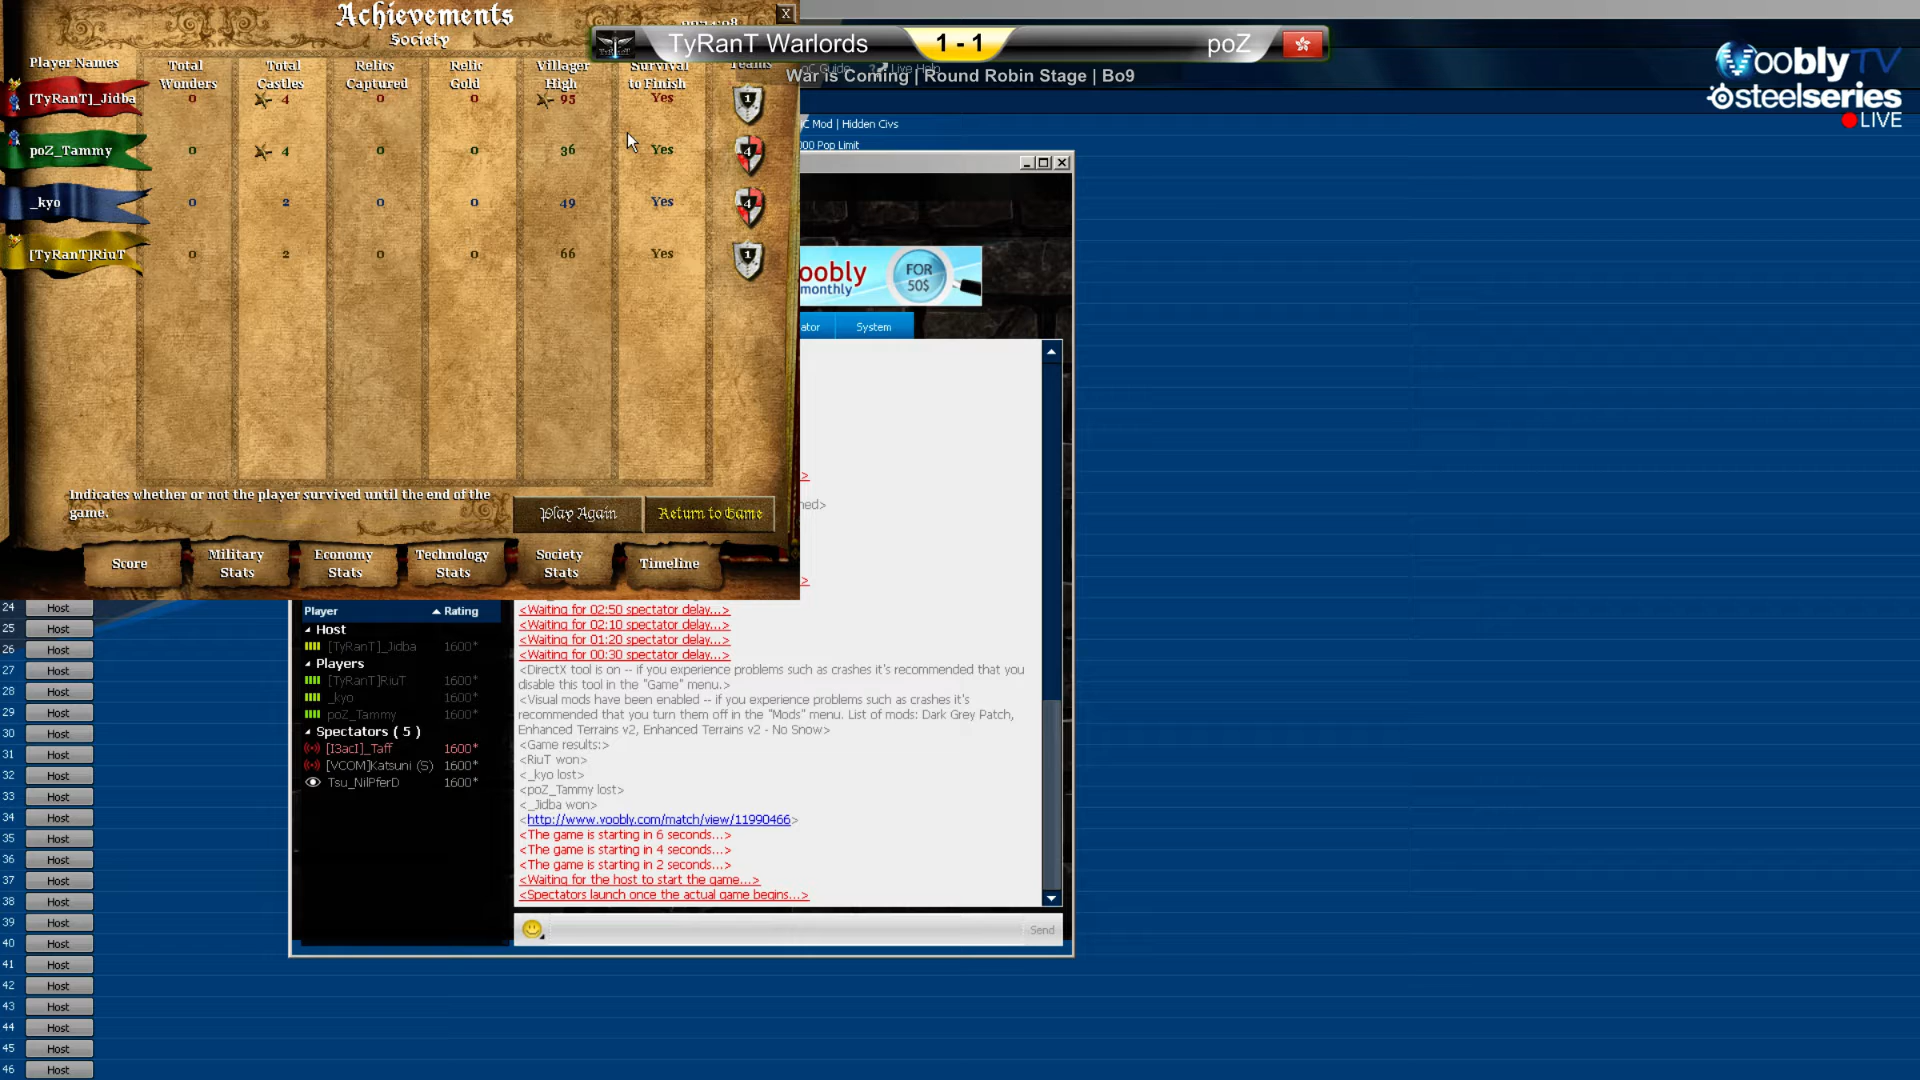 Achievements
Society
X
TyRanT Warlords 1 - 1 poZ
War is Coming | Round Robin Stage | Bo9
VooblyTV
steelseries
LIVE
Player Names Total Wonders Total Castles Relics Captured Relic Gold Villager High Survival to Finish Teams
[TyRanT]_Jidba 0 4 0 0 95 Yes 1
poZ_Tammy 0 4 0 0 36 Yes 4
_kyo 0 2 0 0 49 Yes 4
[TyRanT]RiuT 0 2 0 0 66 Yes 1
Indicates whether or not the player survived until the end of the
game.
Play Again Return to Game
Score Military Stats Economy Stats Technology Stats Society Stats Timeline
C Mod | Hidden Civs
00 Pop Limit
oobly
monthly
FOR
50$
ator System
>
ned>
>
Player Rating
Host
[TyRanT]_Jidba 1600*
Players
[TyRanT]RiuT 1600*
_kyo 1600*
poZ_Tammy 1600*
Spectators ( 5 )
[I3acI]_Taff 1600*
[VCOM]Katsuni (S) 1600*
Tsu_NilPferD 1600*
<Waiting for 02:50 spectator delay...>
<Waiting for 02:10 spectator delay...>
<Waiting for 01:20 spectator delay...>
<Waiting for 00:30 spectator delay...>
<DirectX tool is on -- if you experience problems such as crashes it's recommended that you
disable this tool in the "Game" menu.>
<Visual mods have been enabled -- if you experience problems such as crashes it's
recommended that you turn them off in the "Mods" menu. List of mods: Dark Grey Patch,
Enhanced Terrains v2, Enhanced Terrains v2 - No Snow>
<Game results:>
<RiuT won>
<_kyo lost>
<poZ_Tammy lost>
<_Jidba won>
<http://www.voobly.com/match/view/11990466>
<The game is starting in 6 seconds...>
<The game is starting in 4 seconds...>
<The game is starting in 2 seconds...>
<Waiting for the host to start the game...>
<Spectators launch once the actual game begins...>
Send
24 Host
25 Host
26 Host
27 Host
28 Host
29 Host
30 Host
31 Host
32 Host
33 Host
34 Host
35 Host
36 Host
37 Host
38 Host
39 Host
40 Host
41 Host
42 Host
43 Host
44 Host
45 Host
46 Host